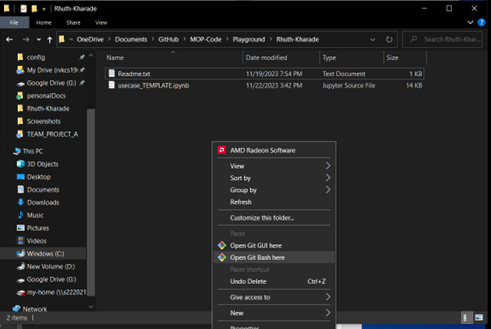 Rhuth-Kharade
File
Home
Share
View
OneDrive > Documents > GitHub > MOP-Code > Playground > Rhuth-Kharade
Search Rhuth-Khar...
config
My Drive (rvkcs19
Google Drive (G:)
personalDocs
Rhuth-Kharade
Screenshots
TEAM_PROJECT_A
This PC
3D Objects
Desktop
Documents
Downloads
Music
Pictures
Videos
Windows (C:)
New Volume (D:)
Google Drive (G:)
my-home (\\s222021
Network
Name
Date modified
Type
Size
Readme.txt
11/19/2023 7:54 PM
Text Document
1 KB
usecase_TEMPLATE.ipynb
11/22/2023 3:42 PM
Jupyter Source File
14 KB
AMD Radeon Software
View
Sort by
Group by
Refresh
Customize this folder...
Paste
Open Git GUI here
Open Git Bash here
Paste shortcut
Undo Delete Ctrl+Z
Give access to
New
Properties
2 items